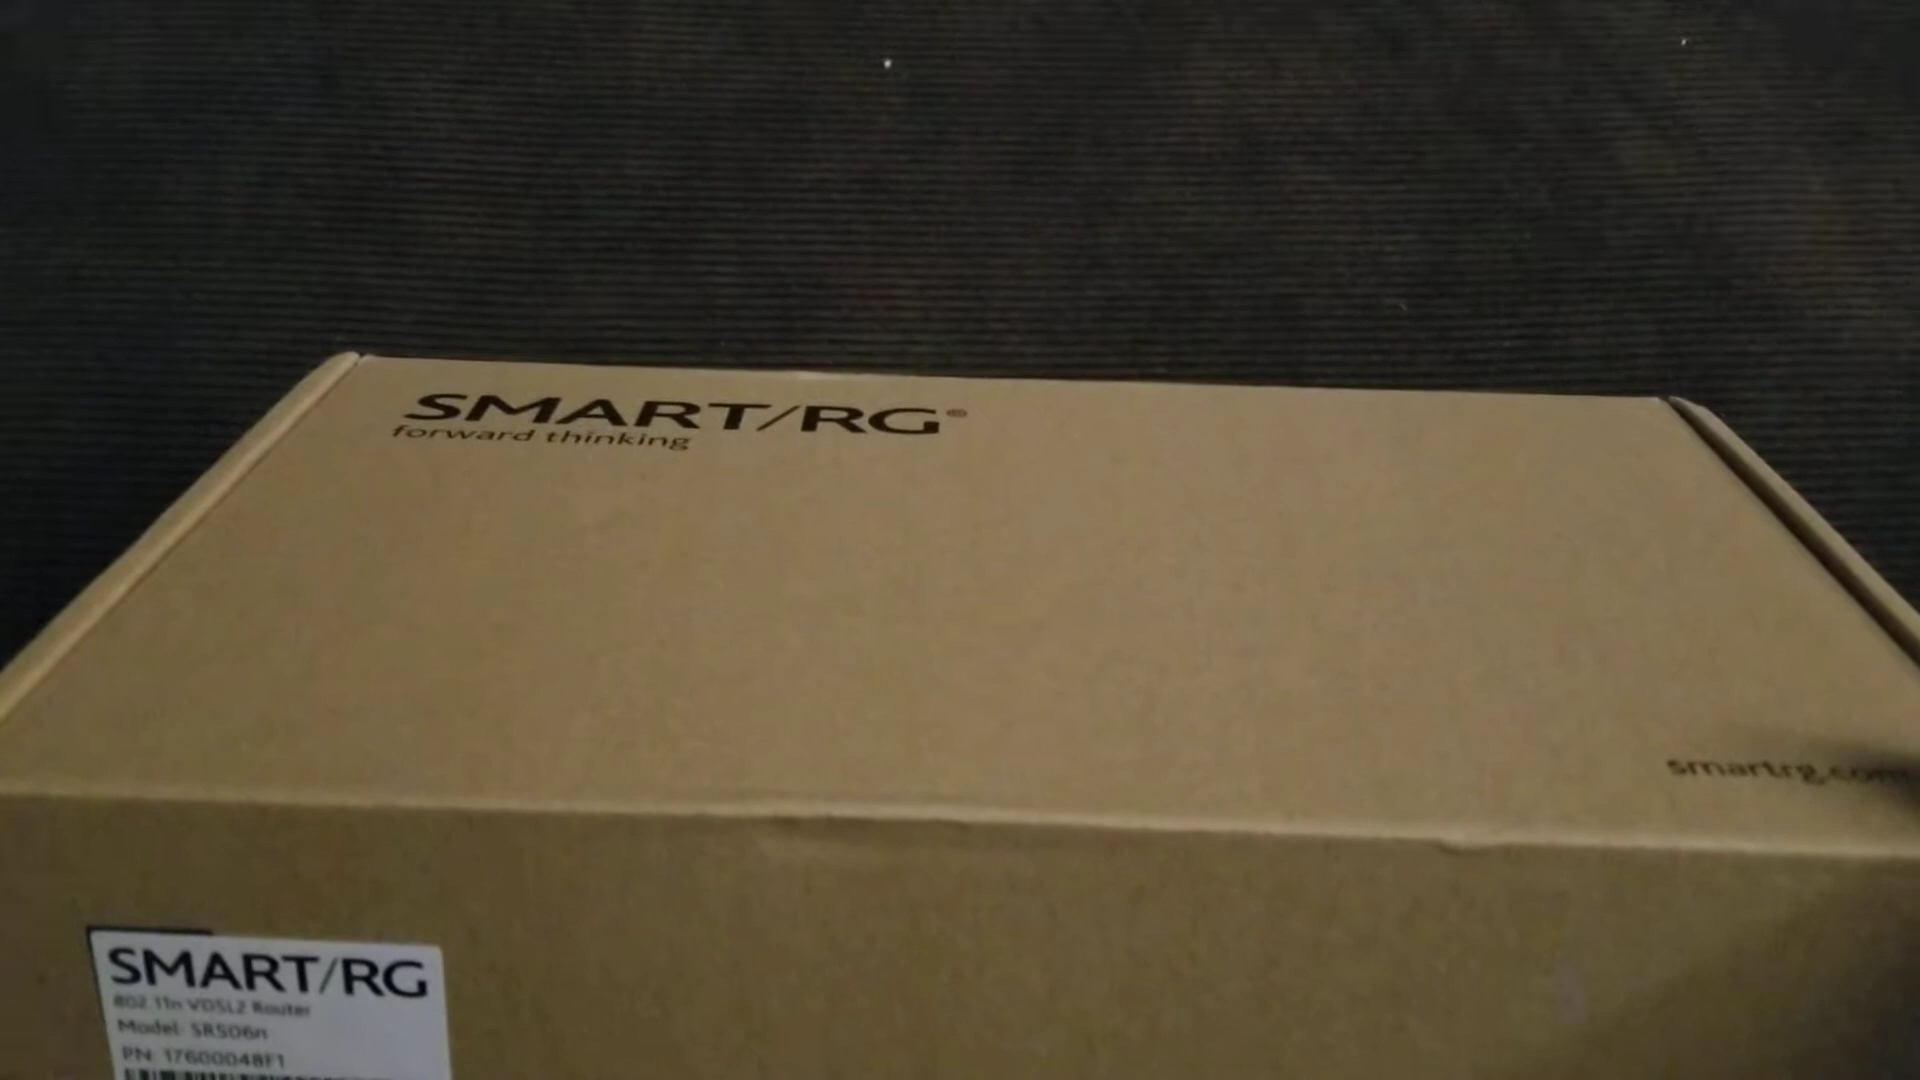 SMART/RG®
forward thinking
smartrg.com
SMART/RG
802.11n VDSL2 Router
Model: SR506n
PN: 17600048F1